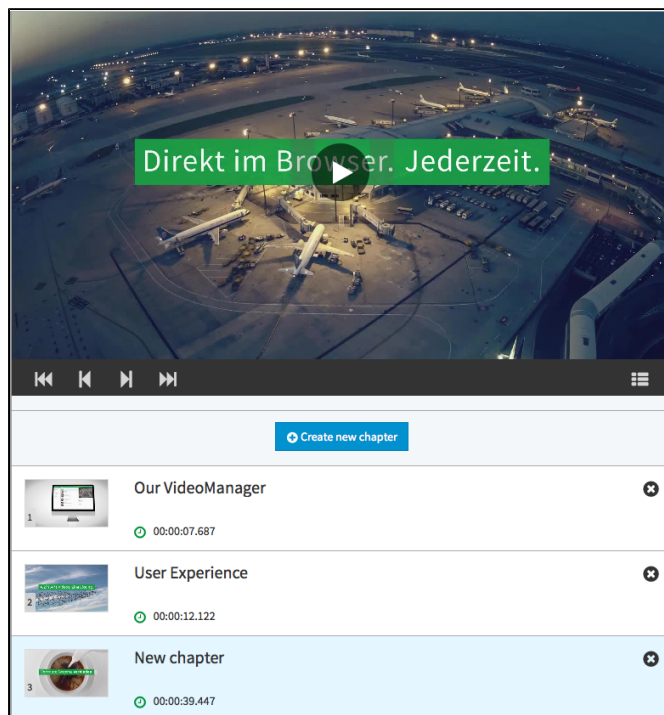 Direkt im Browser. Jederzeit.
Create new chapter
1
Our VideoManager
00:00:07.687
2
User Experience
00:00:12.122
3
New chapter
00:00:39.447